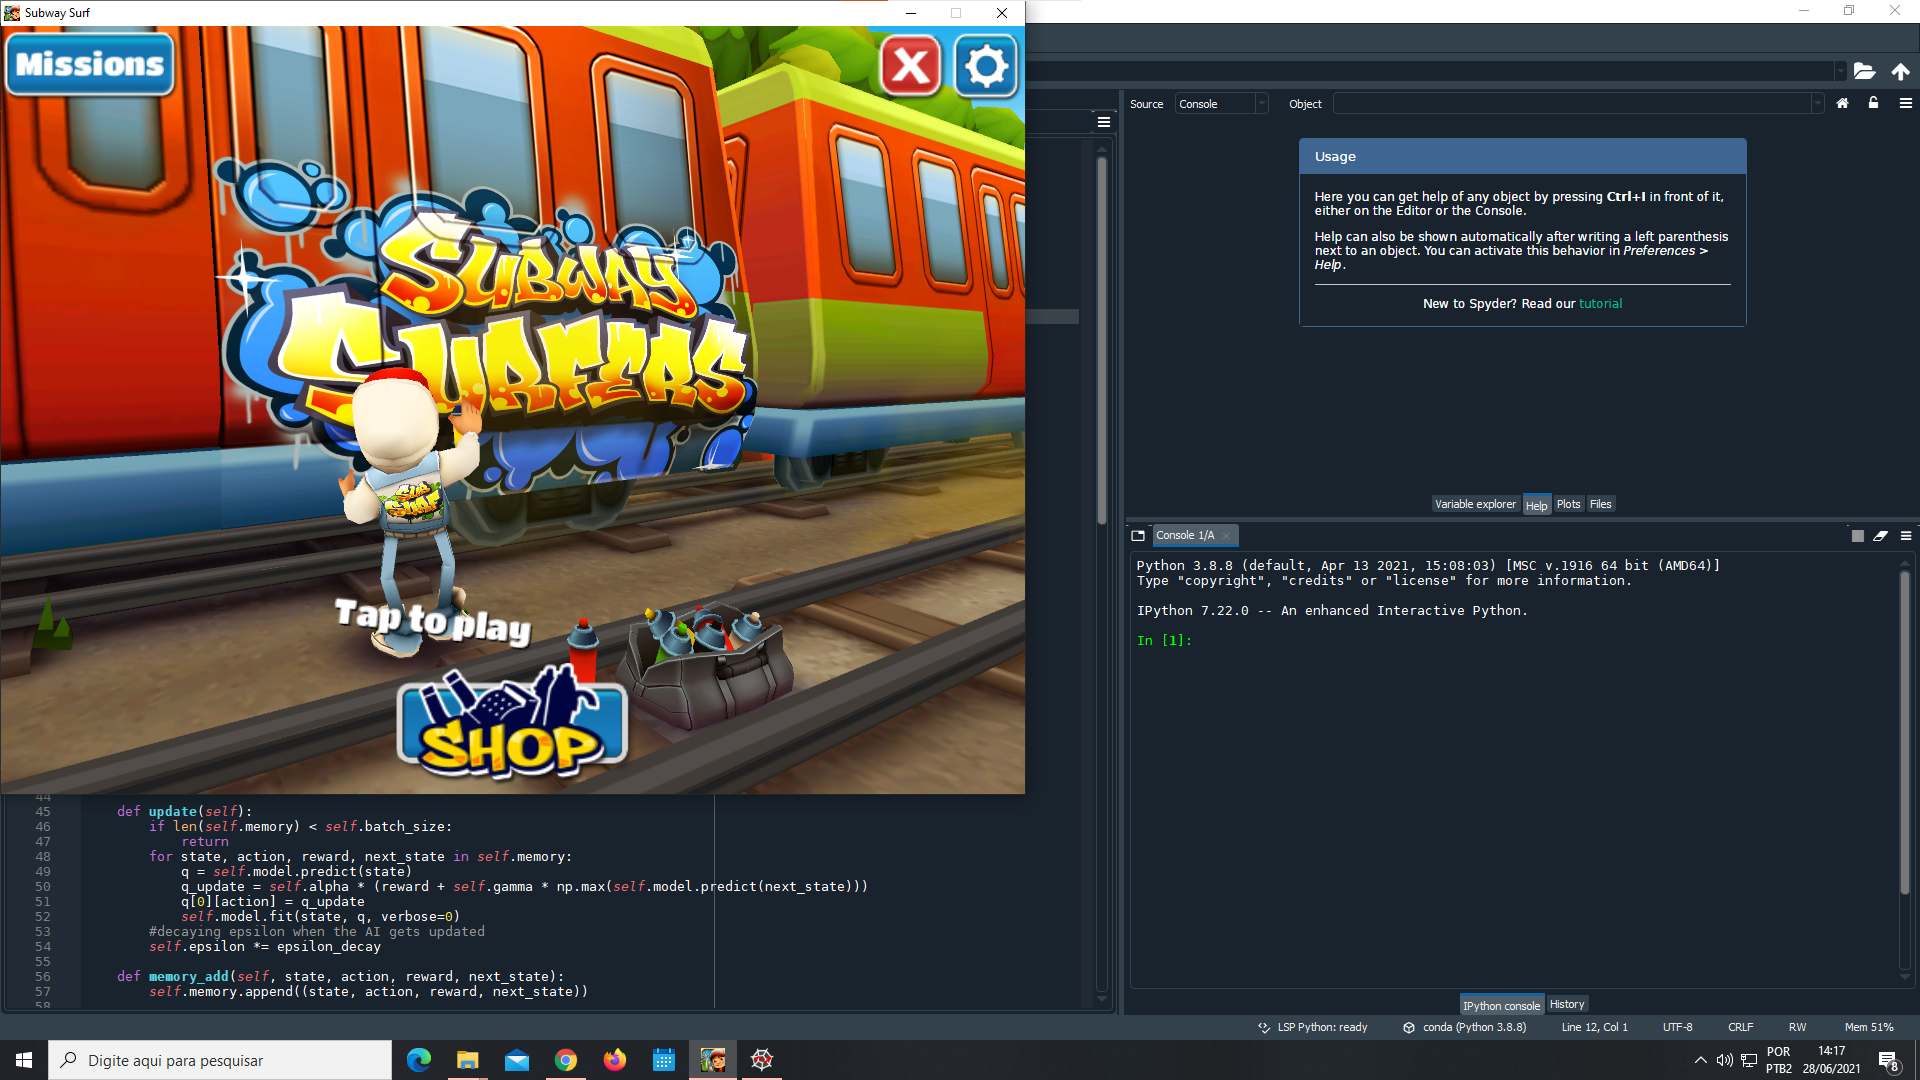 Subway Surf
Missions
SUBWAY
SURFERS
SUB
SURF
Tap to play
SHOP
44
45 def update(self):
46 if len(self.memory) < self.batch_size:
47 return
48 for state, action, reward, next_state in self.memory:
49 q = self.model.predict(state)
50 q_update = self.alpha * (reward + self.gamma * np.max(self.model.predict(next_state)))
51 q[0][action] = q_update
52 self.model.fit(state, q, verbose=0)
53 #decaying epsilon when the AI gets updated
54 self.epsilon *= epsilon_decay
55
56 def memory_add(self, state, action, reward, next_state):
57 self.memory.append((state, action, reward, next_state))
58
Source Console Object
Usage
Here you can get help of any object by pressing Ctrl+I in front of it,
either on the Editor or the Console.
Help can also be shown automatically after writing a left parenthesis
next to an object. You can activate this behavior in Preferences >
Help.
New to Spyder? Read our tutorial
Variable explorer Help Plots Files
Console 1/A
Python 3.8.8 (default, Apr 13 2021, 15:08:03) [MSC v.1916 64 bit (AMD64)]
Type "copyright", "credits" or "license" for more information.
IPython 7.22.0 -- An enhanced Interactive Python.
In [1]:
IPython console History
LSP Python: ready conda (Python 3.8.8) Line 12, Col 1 UTF-8 CRLF RW Mem 51%
Digite aqui para pesquisar
POR
PTB2
14:17
28/06/2021
8